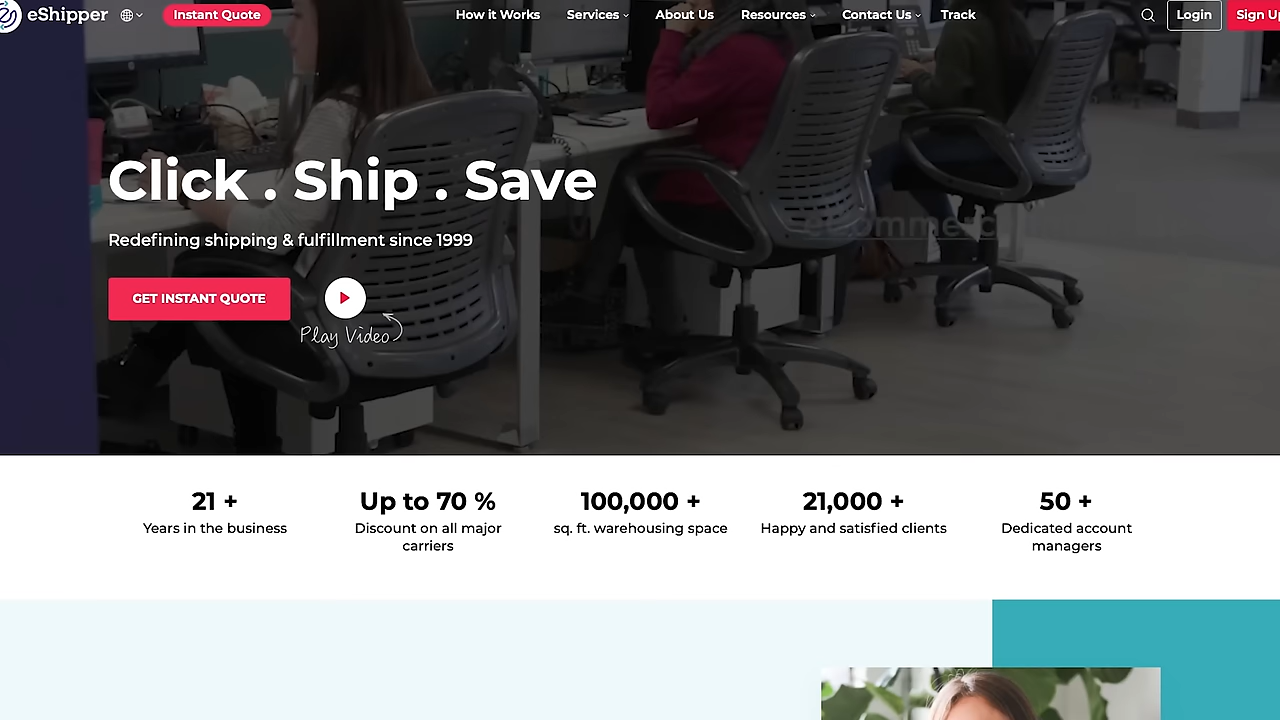 eShipper
Instant Quote
How it Works
Services
About Us
Resources
Contact Us
Track
Login
Sign
Click . Ship . Save
Redefining shipping & fulfillment since 1999
GET INSTANT QUOTE
Play Video
21 +
Years in the business
Up to 70 %
Discount on all major
carriers
100,000 +
sq. ft. warehousing space
21,000 +
Happy and satisfied clients
50 +
Dedicated account
managers